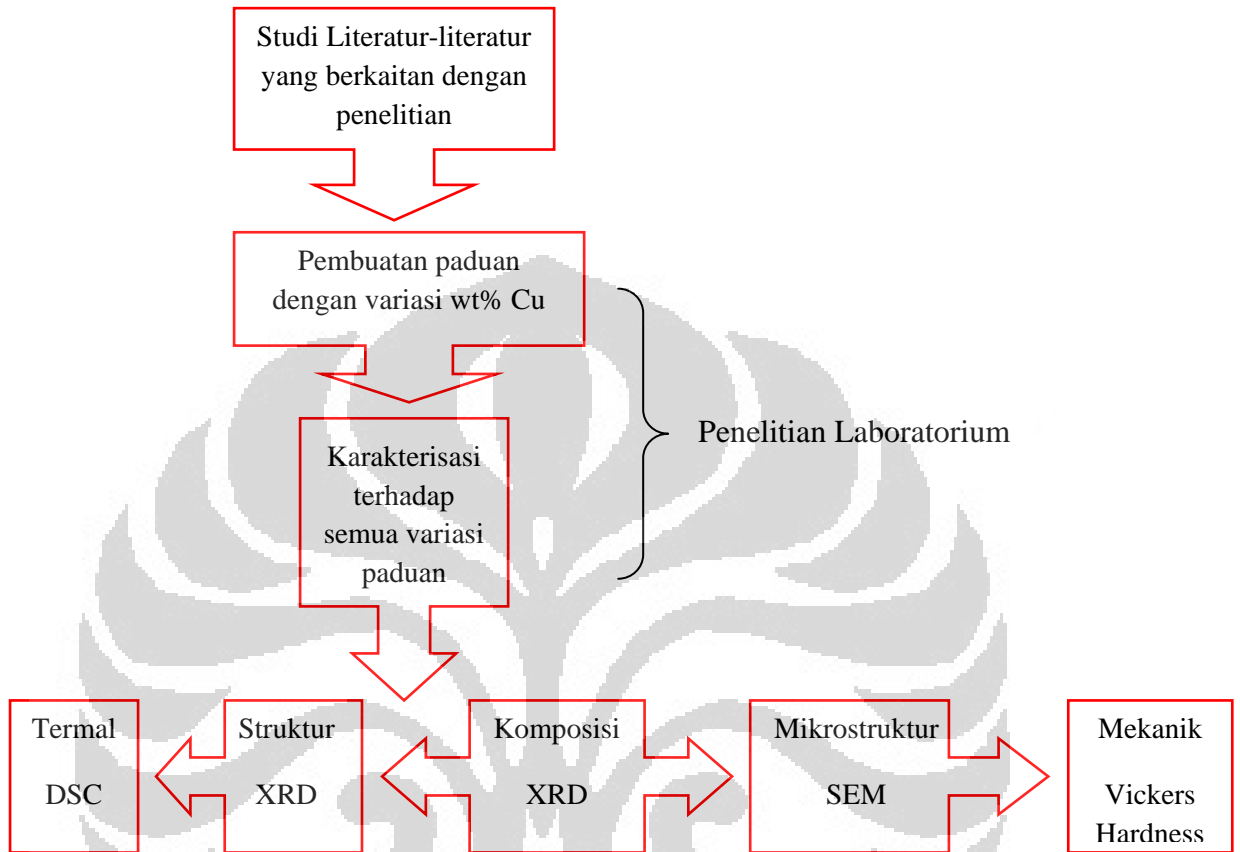 Studi Literatur-literatur
yang berkaitan dengan
penelitian
Pembuatan paduan
dengan variasi wt% Cu
Penelitian Laboratorium
Karakterisasi
terhadap
semua variasi
paduan
Termal
DSC
Struktur
XRD
Komposisi
XRD
Mikrostruktur
SEM
Mekanik
Vickers
Hardness